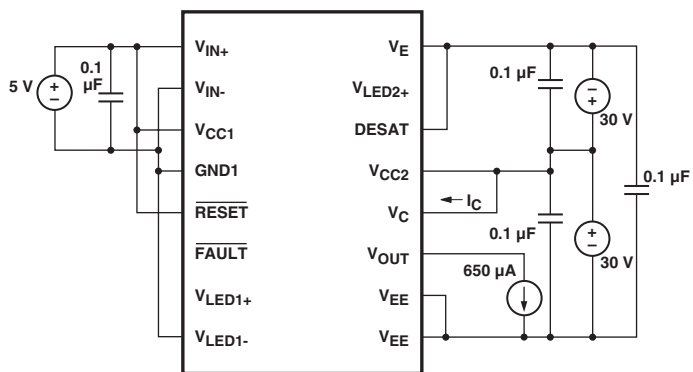 5 V
0.1
µF
VIN+
VIN-
VCC1
GND1
RESET
FAULT
VLED1+
VLED1-
VE
VLED2+
DESAT
VCC2
VC
VOUT
VEE
VEE
IC
650 µA
0.1 µF
30 V
0.1 µF
0.1 µF
30 V